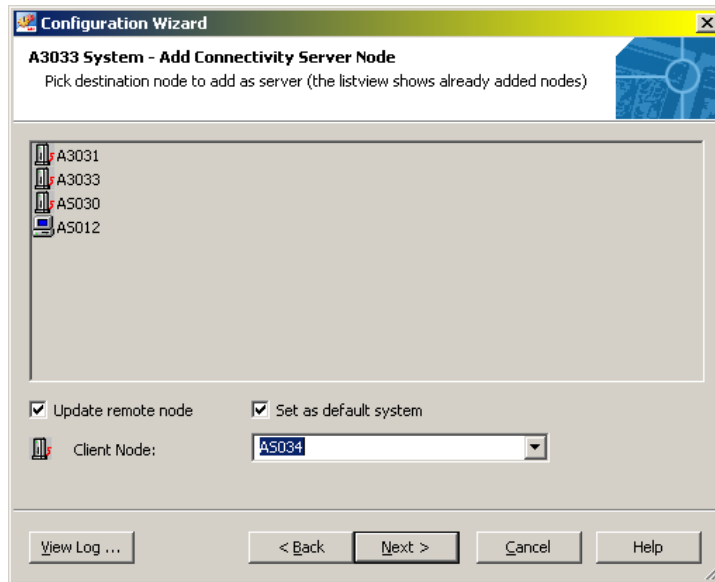 Configuration Wizard
A3033 System - Add Connectivity Server Node
Pick destination node to add as server (the listview shows already added nodes)
A3031
A3033
AS030
AS012
Update remote node
Set as default system
Client Node:
AS034
View Log ...
< Back
Next >
Cancel
Help